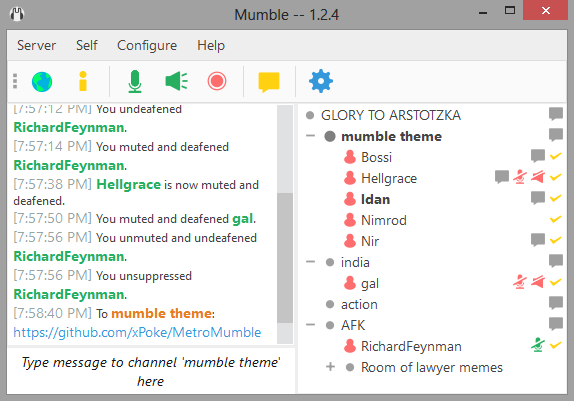 Mumble -- 1.2.4
Server Self Configure Help
[7:57:12 PM] You undeafened
RichardFeynman.
[7:57:14 PM] You muted and deafened
RichardFeynman.
[7:57:38 PM] Hellgrace is now muted and
deafened.
[7:57:50 PM] You muted and deafened gal.
[7:57:56 PM] You unmuted and undeafened
RichardFeynman.
[7:57:56 PM] You unsuppressed
RichardFeynman.
[7:58:40 PM] To mumble theme:
https://github.com/xPoke/MetroMumble
Type message to channel 'mumble theme'
here
GLORY TO ARSTOTZKA
mumble theme
Bossi
Hellgrace
Idan
Nimrod
Nir
india
gal
action
AFK
RichardFeynman
Room of lawyer memes